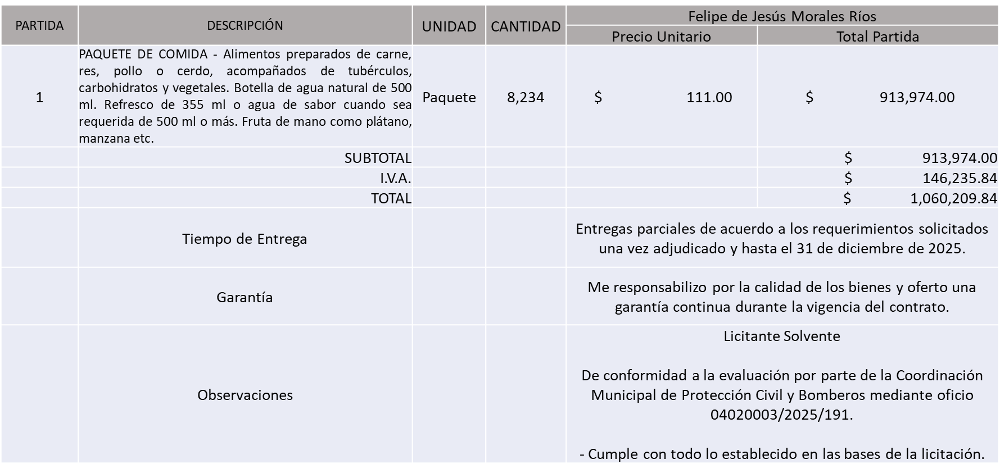 PARTIDA DESCRIPCIÓN UNIDAD CANTIDAD Felipe de Jesús Morales Ríos
Precio Unitario Total Partida
PAQUETE DE COMIDA - Alimentos preparados de carne,
res, pollo o cerdo, acompañados de tubérculos,
carbohidratos y vegetales. Botella de agua natural de 500
1 ml. Refresco de 355 ml o agua de sabor cuando sea Paquete 8,234 $ 111.00 $ 913,974.00
requerida de 500 ml o más. Fruta de mano como plátano,
manzana etc.
SUBTOTAL $ 913,974.00
I.V.A. $ 146,235.84
TOTAL $ 1,060,209.84
Tiempo de Entrega
Entregas parciales de acuerdo a los requerimientos solicitados
una vez adjudicado y hasta el 31 de diciembre de 2025.
Garantía
Me responsabilizo por la calidad de los bienes y oferto una
garantía continua durante la vigencia del contrato.
Observaciones
Licitante Solvente
De conformidad a la evaluación por parte de la Coordinación
Municipal de Protección Civil y Bomberos mediante oficio
04020003/2025/191.
- Cumple con todo lo establecido en las bases de la licitación.